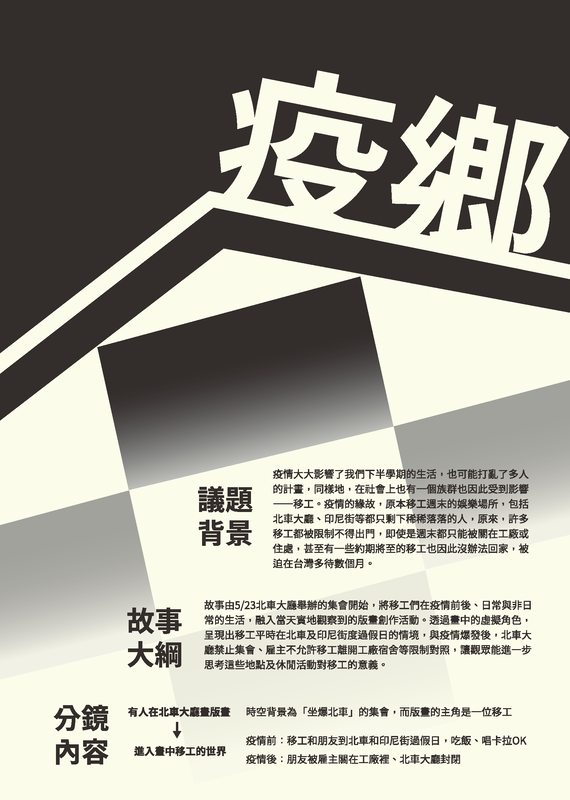 疫鄉
議題
背景
疫情大大影響了我們下半學期的生活，也可能打亂了多人
的計畫，同樣地，在社會上也有一個族群也因此受到影響
——移工。疫情的緣故，原本移工週末的娛樂場所，包括
北車大廳、印尼街等都只剩下稀稀落落的人，原來，許多
移工都被限制不得出門，即使是週末都只能被關在工廠或
住處，甚至有一些約期將至的移工也因此沒辦法回家，被
迫在台灣多待數個月。
故事
大綱
故事由5/23北車大廳舉辦的集會開始，將移工們在疫情前後、日常與非日
常的生活，融入當天實地觀察到的版畫創作活動。透過畫中的虛擬角色，
呈現出移工平時在北車及印尼街度過假日的情境，與疫情爆發後，北車大
廳禁止集會、雇主不允許移工離開工廠宿舍等限制對照，讓觀眾能進一步
思考這些地點及休閒活動對移工的意義。
分鏡
內容
有人在北車大廳畫版畫
進入畫中移工的世界
時空背景為「坐爆北車」的集會，而版畫的主角是一位移工
疫情前：移工和朋友到北車和印尼街過假日，吃飯、唱卡拉OK
疫情後：朋友被雇主關在工廠裡、北車大廳封閉